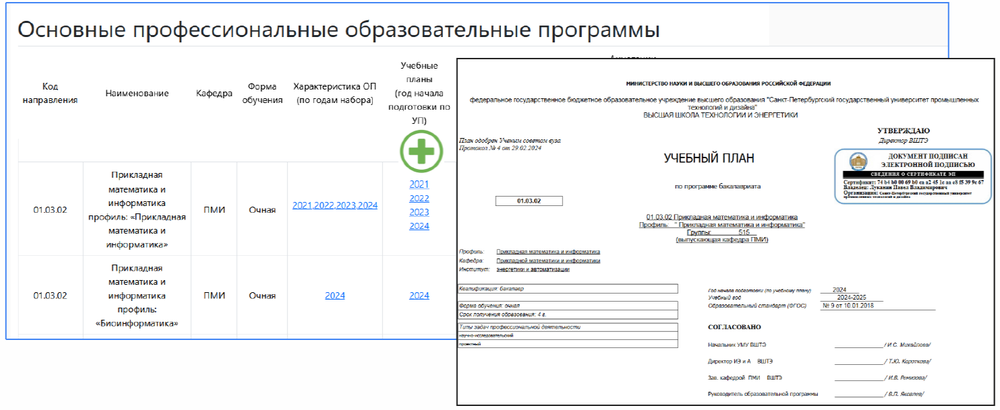 Основные профессиональные образовательные программы
Код
направления
Наименование
Кафедра
Форма
обучения
Характеристика ОП
(по годам набора)
Учебные
планы
(год начала
подготовки по
УП)
01.03.02
Прикладная
математика и
информатика
профиль: «Прикладная
математика и
информатика»
ПМИ
Очная
2021,2022,2023,2024
2021
2022
2023
2024
01.03.02
Прикладная
математика и
информатика
профиль:
«Биоинформатика»
ПМИ
Очная
2024
2024
МИНИСТЕРСТВО НАУКИ И ВЫСШЕГО ОБРАЗОВАНИЯ РОССИЙСКОЙ ФЕДЕРАЦИИ
федеральное государственное бюджетное образовательное учреждение высшего образования "Санкт-Петербургский государственный университет промышленных
технологий и дизайна"
ВЫСШАЯ ШКОЛА ТЕХНОЛОГИИ И ЭНЕРГЕТИКИ
УТВЕРЖДАЮ
Директор ВШТЭ
План одобрен Ученым советом вуза
Протокол № 4 от 29.02.2024
ДОКУМЕНТ ПОДПИСАН
ЭЛЕКТРОННОЙ ПОДПИСЬЮ
СВЕДЕНИЯ О СЕРТИФИКАТЕ ЭП
Сертификат: 74 b4 b0 00 69 b0 ca a2 45 1c aa e8 f5 39 9c 67
Владелец: Луканин Павел Владимирович
Организация: Санкт-Петербургский государственный университет
промышленных технологий и дизайна
УЧЕБНЫЙ ПЛАН
по программе бакалавриата
01.03.02
01.03.02 Прикладная математика и информатика
Профиль: " Прикладная математика и информатика"
Группы: 515
(выпускающая кафедра ПМИ)
Профиль: Прикладная математика и информатика
Кафедра: Прикладной математики и информатики
Институт: энергетики и автоматизации
Квалификация: бакалавр
Форма обучения: очная
Срок получения образования: 4 г.
Типы задач профессиональной деятельности
научно-исследовательский
проектный
Год начала подготовки (по учебному плану) 2024
Учебный год 2024-2025
Образовательный стандарт (ФГОС) № 9 от 10.01.2018
СОГЛАСОВАНО
Начальник УМУ ВШТЭ / И.С. Михайлова/
Директор ИЭ и А ВШТЭ / Т.Ю. Короткова/
Зав. кафедрой ПМИ ВШТЭ / И.В. Ремизова/
Руководитель образовательной программы / В.П. Яковлев/